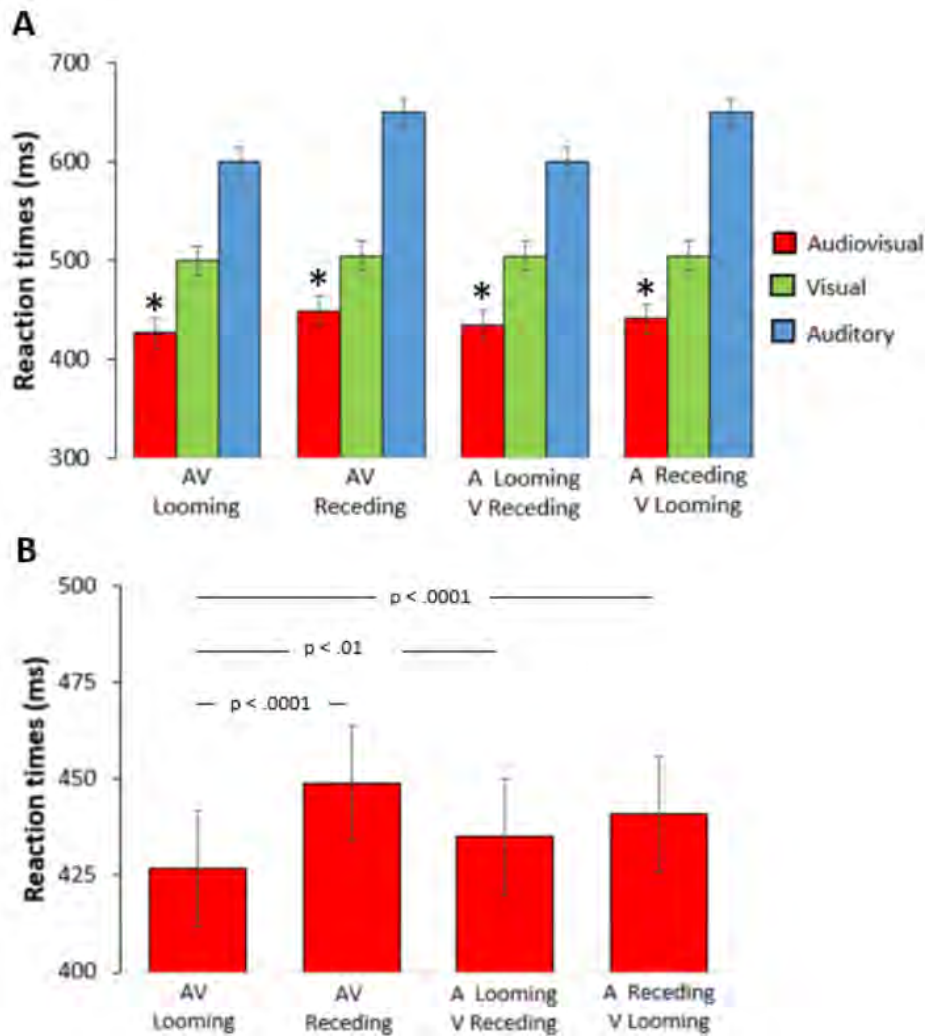 A
700
600
500
400
300
Reaction times (ms)
* * * *
AV
Looming
AV
Receding
A Looming
V Receding
A Receding
V Looming
Audiovisual
Visual
Auditory
B
500
475
450
425
400
Reaction times (ms)
p < .0001
p < .01
p < .0001
AV
Looming
AV
Receding
A Looming
V Receding
A Receding
V Looming